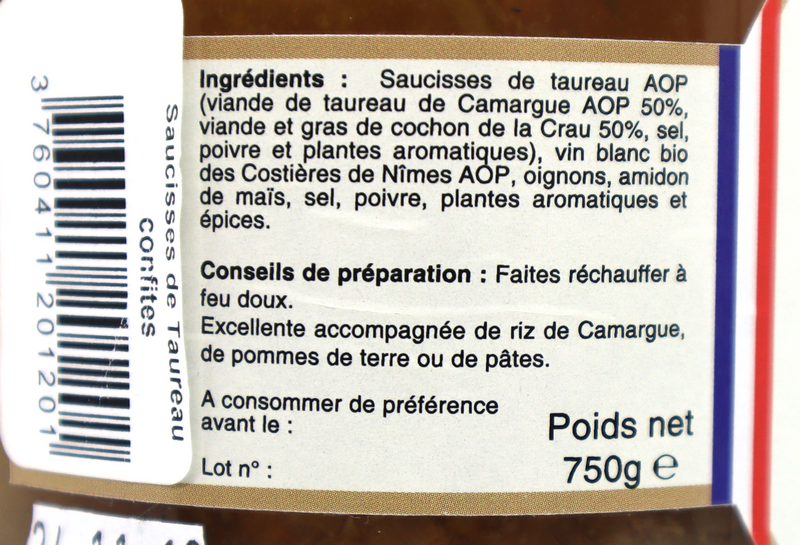 3 760411 201201
Saucisses de Taureau
confites
Ingrédients : Saucisses de taureau AOP
(viande de taureau de Camargue AOP 50%,
viande et gras de cochon de la Crau 50%, sel,
poivre et plantes aromatiques), vin blanc bio
des Costières de Nîmes AOP, oignons, amidon
de maïs, sel, poivre, plantes aromatiques et
épices.
Conseils de préparation : Faites réchauffer à
feu doux.
Excellente accompagnée de riz de Camargue,
de pommes de terre ou de pâtes.
A consommer de préférence
avant le :
Lot n° :
Poids net
750g ℮